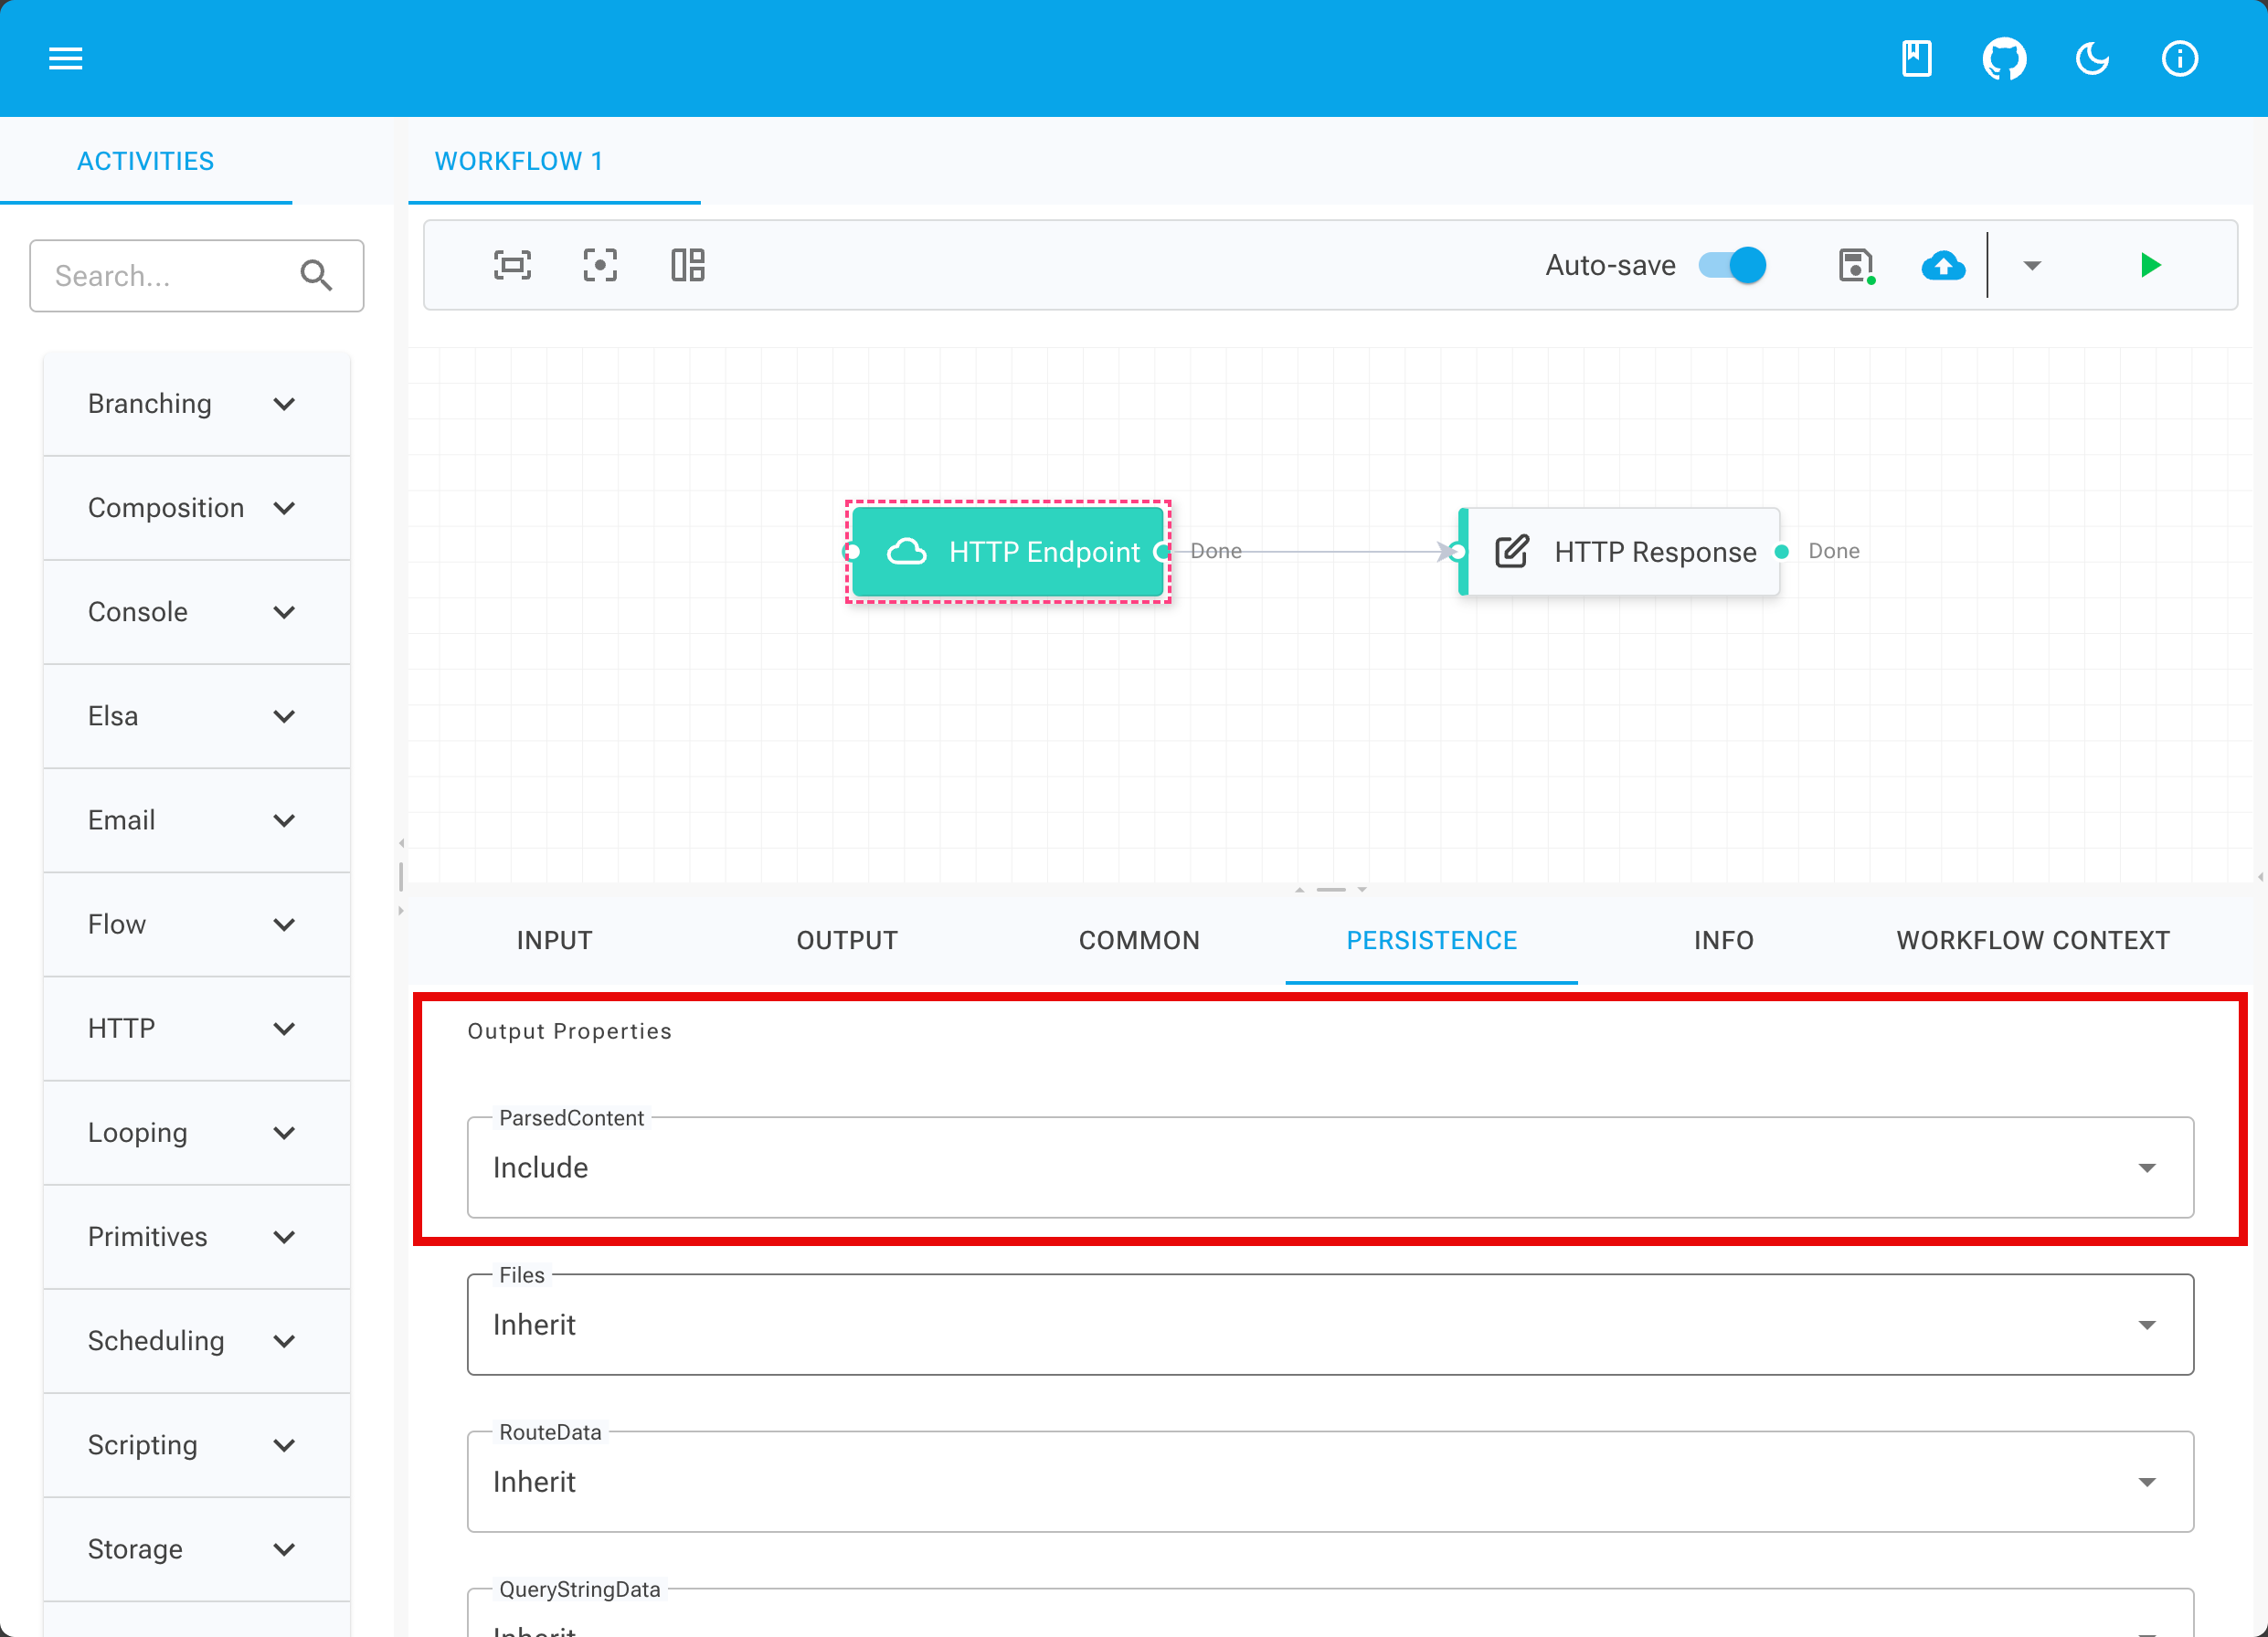 ACTIVITIES
WORKFLOW 1
Search...
Auto-save
Branching
Composition
Console
Elsa
Email
Flow
HTTP
Looping
Primitives
Scheduling
Scripting
Storage
HTTP Endpoint
Done
HTTP Response
Done
INPUT
OUTPUT
COMMON
PERSISTENCE
INFO
WORKFLOW CONTEXT
Output Properties
ParsedContent
Include
Files
Inherit
RouteData
Inherit
QueryStringData
Inherit